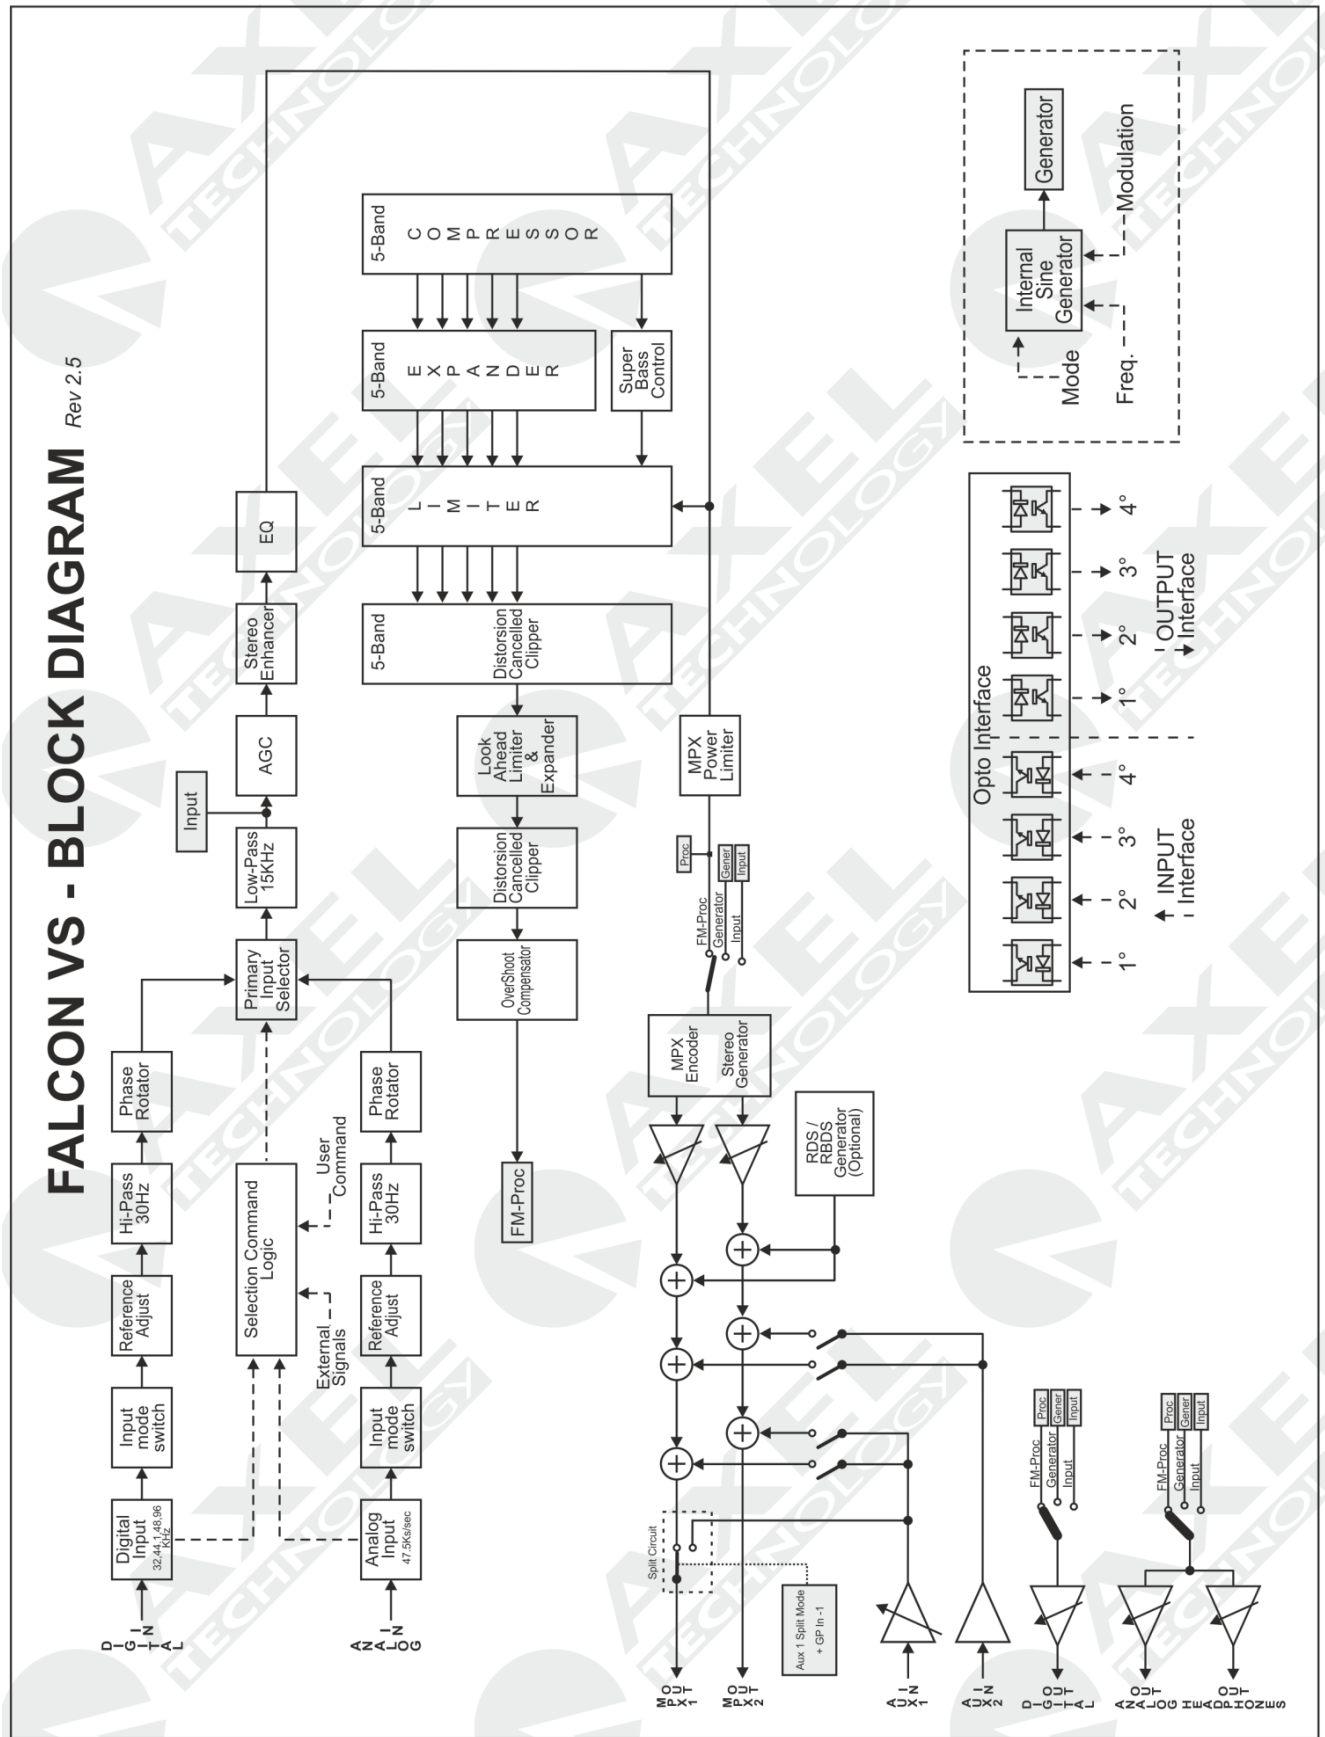 FALCON VS - BLOCK DIAGRAM Rev 2.5
DIGITAL IN
Digital
Input
32,44.1,48,96
KHz
Input
mode
switch
Reference
Adjust
Hi-Pass
30Hz
Phase
Rotator
Selection Command
Logic
External
Signals
User
Command
ANALOG IN
Analog
Input
47.5Ks/sec
Input
mode
switch
Reference
Adjust
Hi-Pass
30Hz
Phase
Rotator
Primary
Input
Selector
Low-Pass
15KHz
Input
AGC
Stereo
Enhancer
EQ
5-Band
COMPRESSOR
5-Band
EXPANDER
Super
Bass
Control
5-Band
LIMITER
5-Band
Distorsion
Cancelled
Clipper
Look
Ahead
Limiter
&
Expander
Distorsion
Cancelled
Clipper
OverShoot
Compensator
FM-Proc
MPX
Power
Limiter
Proc
Gener
Input
FM-Proc
Generator
Input
MPX
Encoder
Stereo
Generator
RDS /
RBDS
Generator
(Optional)
Split Circuit
Aux 1 Split Mode
+ GP In -1
MPX OUT 1
MPX OUT 2
AUX IN 1
AUX IN 2
DIGITAL OUT
ANALOG OUT
HEADPHONES
Proc
Gener
Input
FM-Proc
Generator
Input
Proc
Gener
Input
FM-Proc
Generator
Input
Opto Interface
1°
2°
3°
4°
1°
2°
3°
4°
INPUT
Interface
OUTPUT
Interface
Internal
Sine
Generator
Generator
Mode
Freq.
Modulation
AXEL
TECHNOLOGY